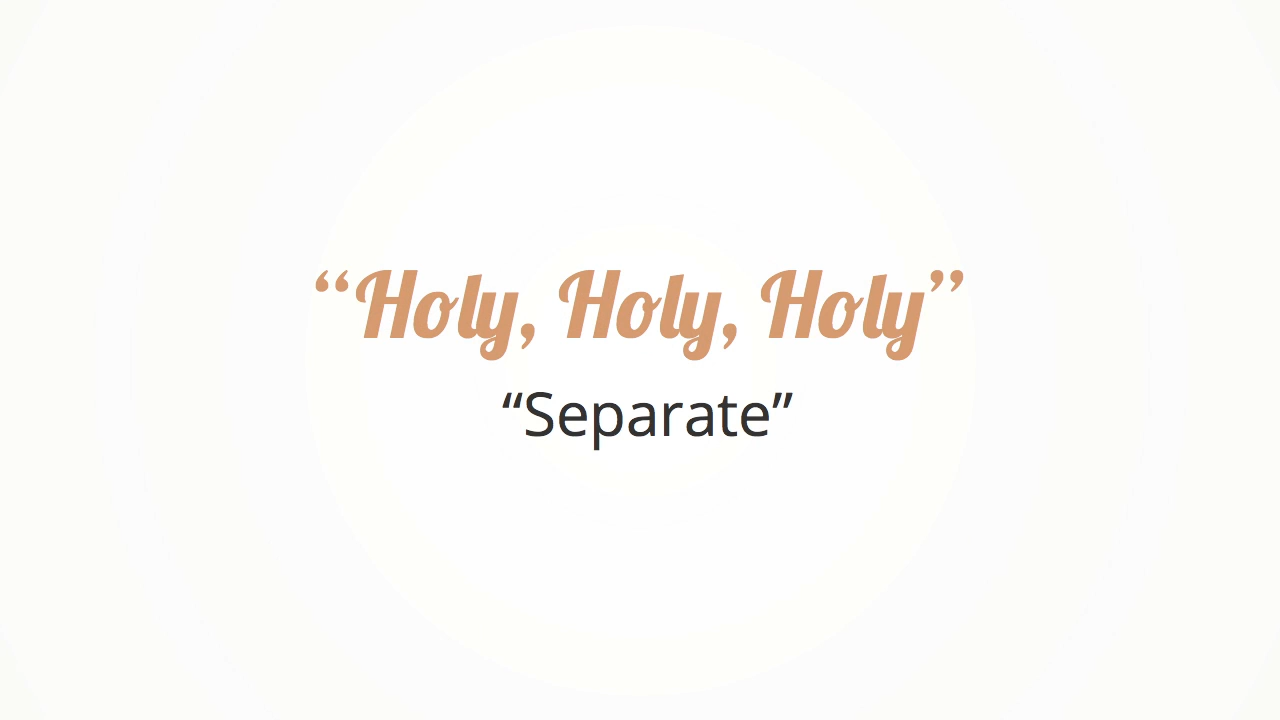 “Holy, Holy, Holy”
“Separate”